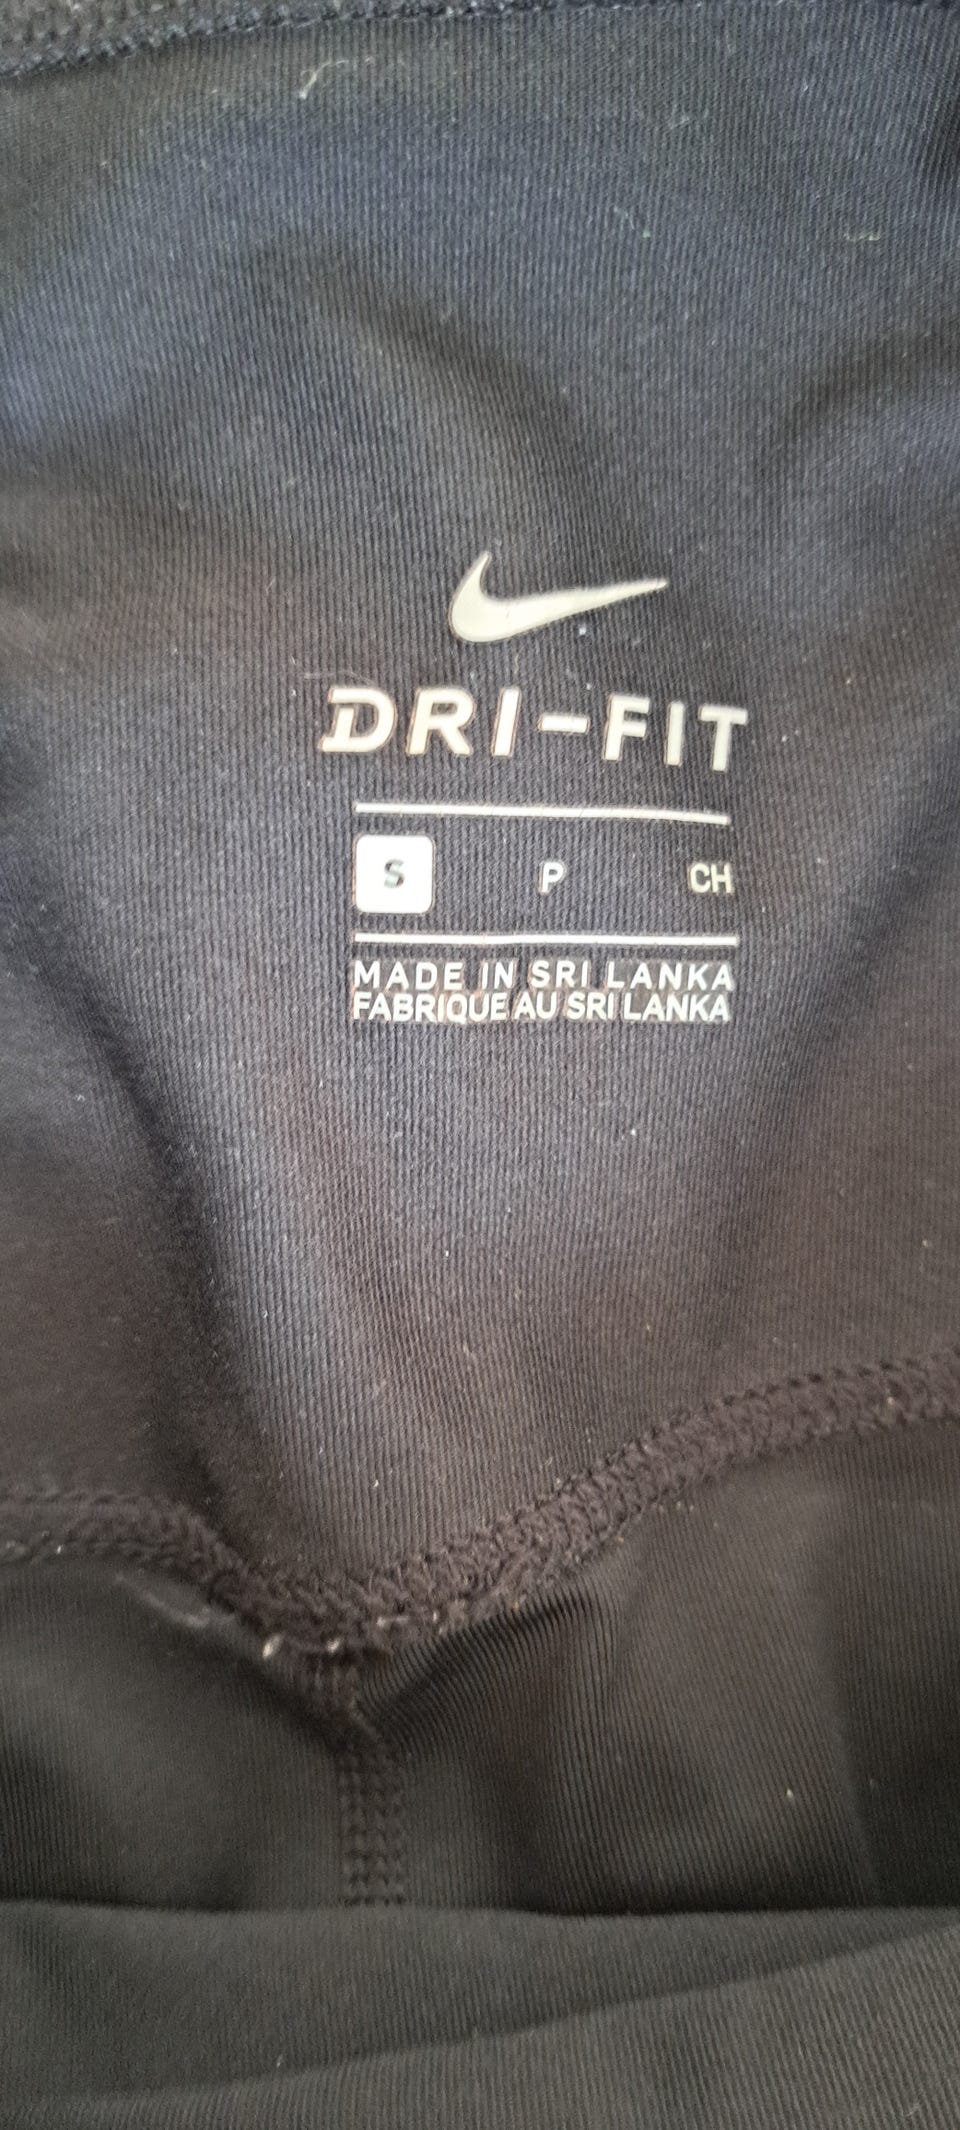 DRI-FIT
S P CH
MADE IN SRI LANKA
FABRIQUE AU SRI LANKA